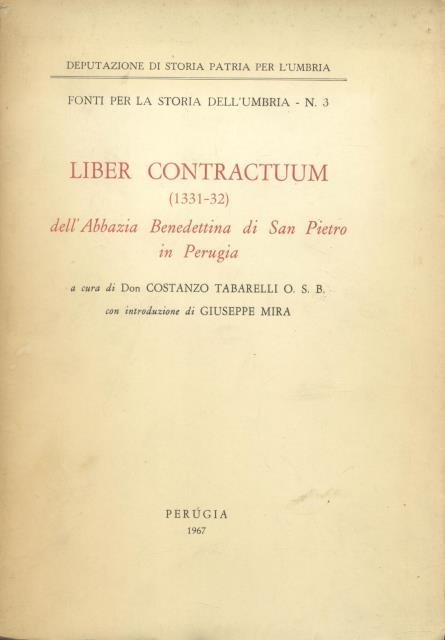 DEPUTAZIONE DI STORIA PATRIA PER L'UMBRIA
FONTI PER LA STORIA DELL'UMBRIA - N. 3
LIBER CONTRACTUUM
(1331-32)
dell'Abbazia Benedettina di San Pietro
in Perugia
a cura di Don COSTANZO TABARELLI O. S. B.
con introduzione di GIUSEPPE MIRA
PERÚGIA
1967